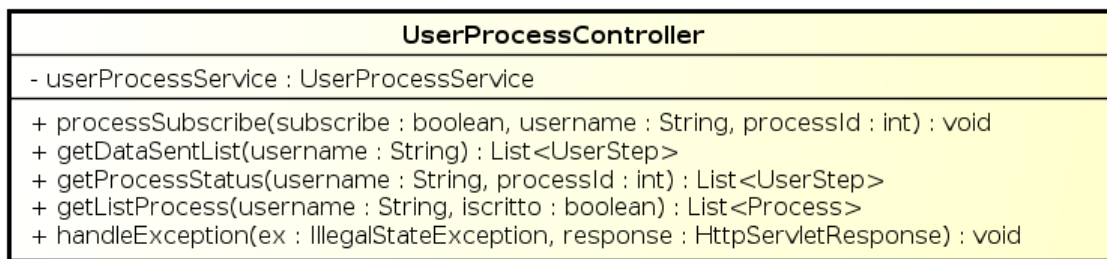 UserProcessController
- userProcessService : UserProcessService
+ processSubscribe(subscribe : boolean, username : String, processId : int) : void
+ getDataSentList(username : String) : List<UserStep>
+ getProcessStatus(username : String, processId : int) : List<UserStep>
+ getListProcess(username : String, iscritto : boolean) : List<Process>
+ handleException(ex : IllegalStateException, response : HttpServletResponse) : void